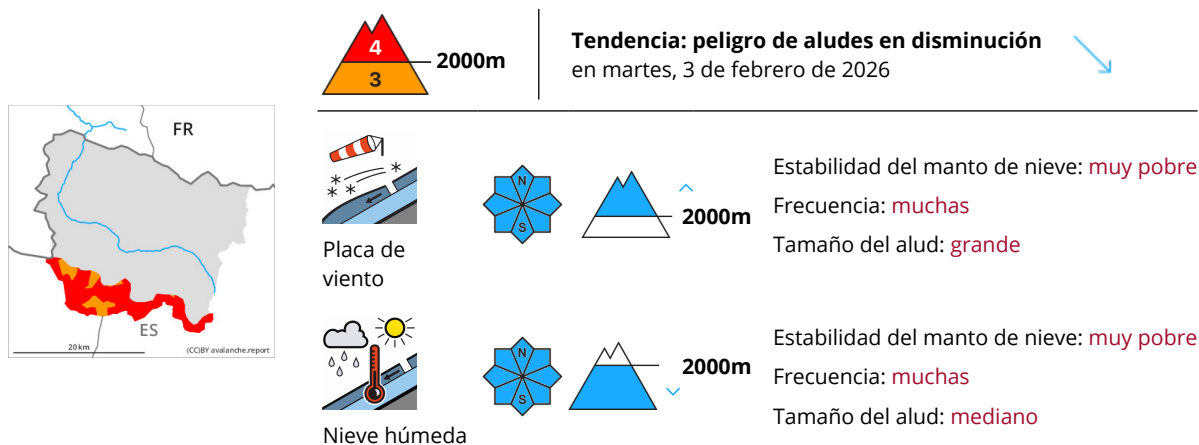 4
3
2000m
Tendencia: peligro de aludes en disminución
en martes, 3 de febrero de 2026
FR
ES
20 km
(CC)BY avalanche.report
N
S
2000m
Placa de
viento
Estabilidad del manto de nieve: muy pobre
Frecuencia: muchas
Tamaño del alud: grande
N
S
2000m
Nieve húmeda
Estabilidad del manto de nieve: muy pobre
Frecuencia: muchas
Tamaño del alud: mediano